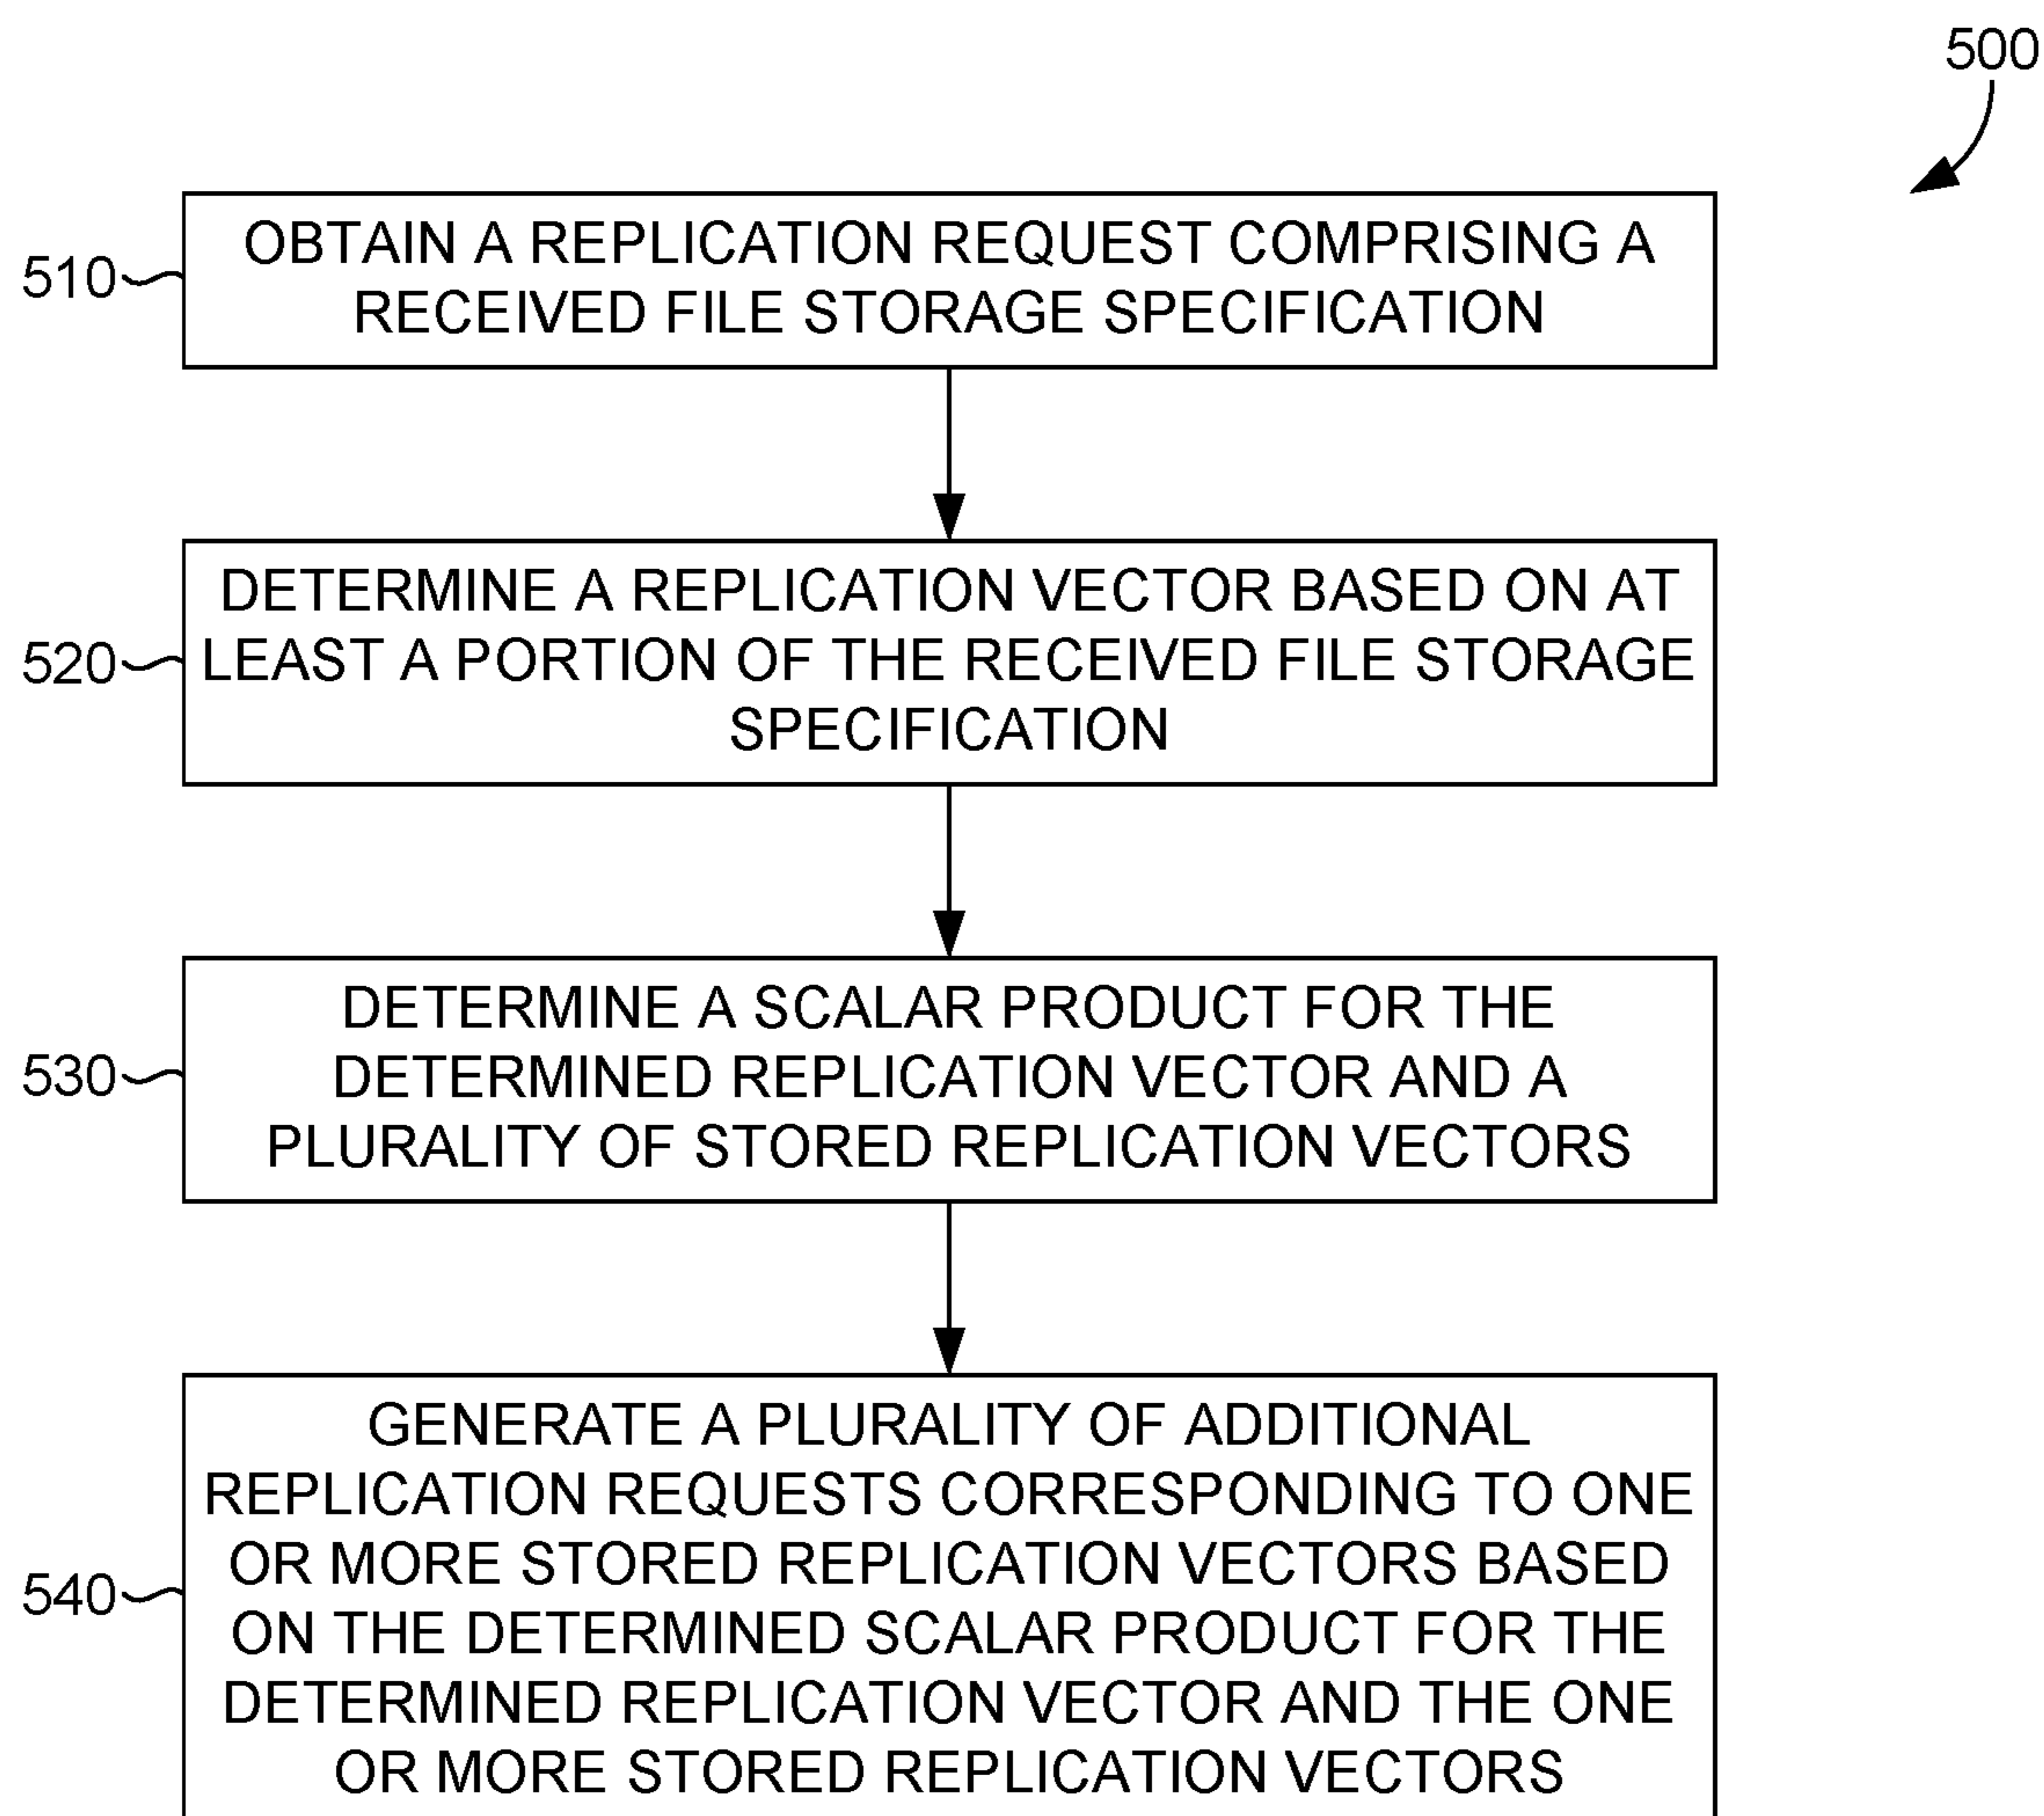 500
510
OBTAIN A REPLICATION REQUEST COMPRISING A
RECEIVED FILE STORAGE SPECIFICATION
520
DETERMINE A REPLICATION VECTOR BASED ON AT
LEAST A PORTION OF THE RECEIVED FILE STORAGE
SPECIFICATION
530
DETERMINE A SCALAR PRODUCT FOR THE
DETERMINED REPLICATION VECTOR AND A
PLURALITY OF STORED REPLICATION VECTORS
540
GENERATE A PLURALITY OF ADDITIONAL
REPLICATION REQUESTS CORRESPONDING TO ONE
OR MORE STORED REPLICATION VECTORS BASED
ON THE DETERMINED SCALAR PRODUCT FOR THE
DETERMINED REPLICATION VECTOR AND THE ONE
OR MORE STORED REPLICATION VECTORS